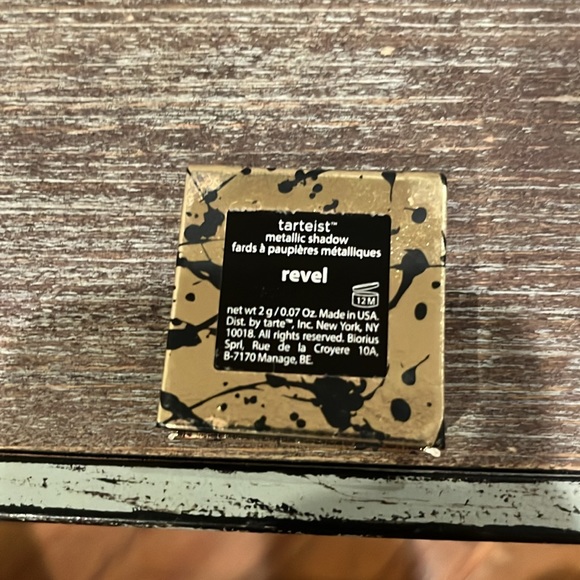 tarteist™
metallic shadow
fards à paupières métalliques
revel
12 M
net wt 2 g / 0.07 Oz. Made in USA.
Dist. by tarte™, Inc. New York, NY
10018. All rights reserved. Biorius
Sprl, Rue de la Croyere 10A,
B-7170 Manage, BE.